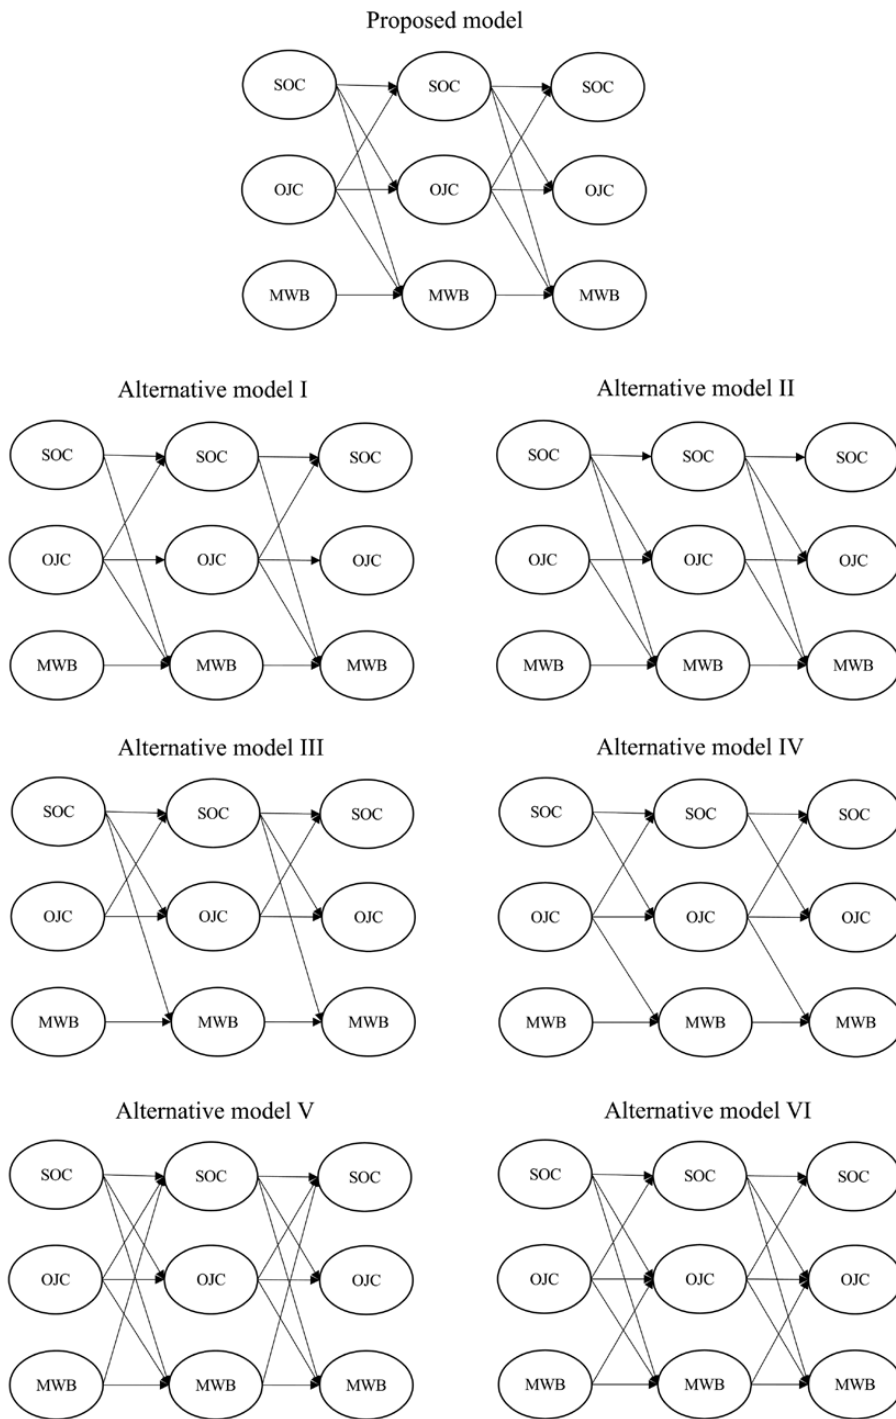 Proposed model
SOC SOC SOC
OJC OJC OJC
MWB MWB MWB
Alternative model I
SOC SOC SOC
OJC OJC OJC
MWB MWB MWB
Alternative model II
SOC SOC SOC
OJC OJC OJC
MWB MWB MWB
Alternative model III
SOC SOC SOC
OJC OJC OJC
MWB MWB MWB
Alternative model IV
SOC SOC SOC
OJC OJC OJC
MWB MWB MWB
Alternative model V
SOC SOC SOC
OJC OJC OJC
MWB MWB MWB
Alternative model VI
SOC SOC SOC
OJC OJC OJC
MWB MWB MWB